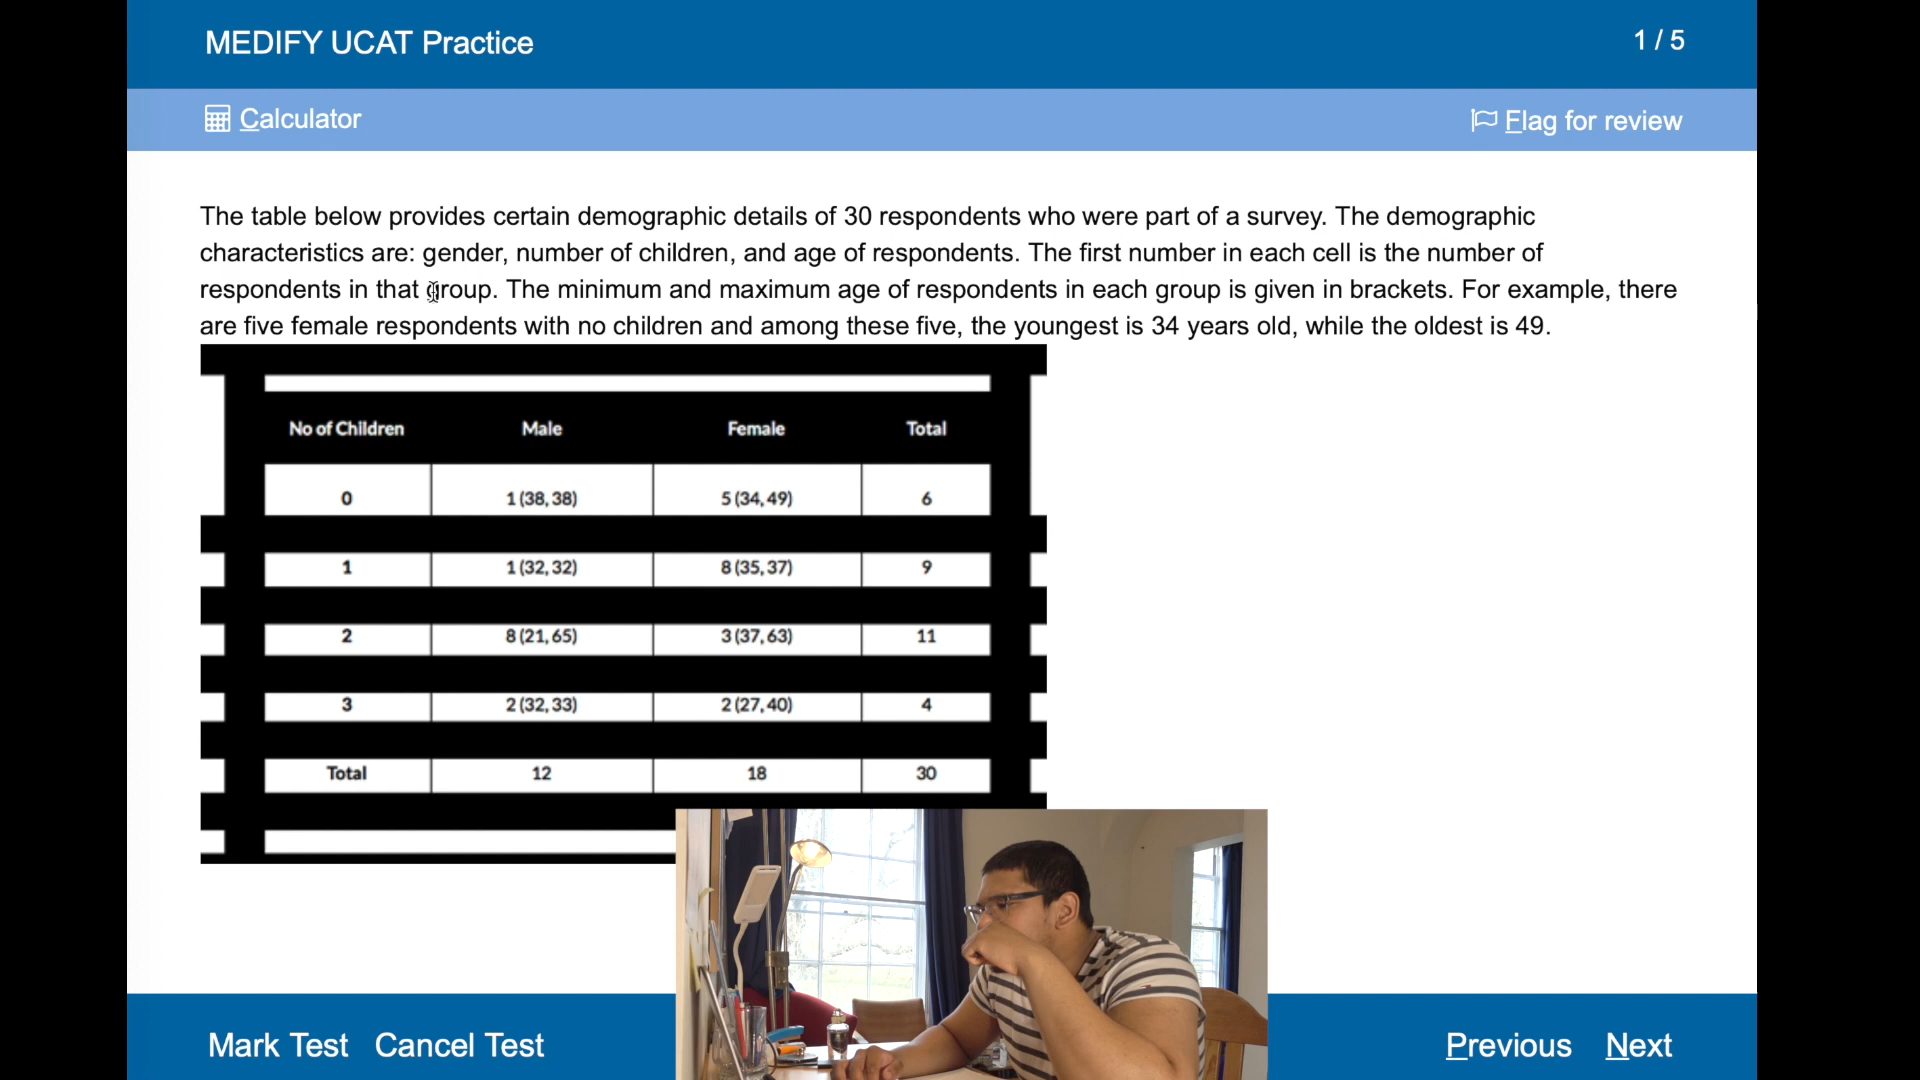 MEDIFY UCAT Practice
1 / 5
Calculator
Flag for review
The table below provides certain demographic details of 30 respondents who were part of a survey. The demographic
characteristics are: gender, number of children, and age of respondents. The first number in each cell is the number of
respondents in that group. The minimum and maximum age of respondents in each group is given in brackets. For example, there
are five female respondents with no children and among these five, the youngest is 34 years old, while the oldest is 49.
No of Children Male Female Total
0 1 (38, 38) 5 (34, 49) 6
1 1 (32, 32) 8 (35, 37) 9
2 8 (21, 65) 3 (37, 63) 11
3 2 (32, 33) 2 (27, 40) 4
Total 12 18 30
Mark Test Cancel Test
Previous Next